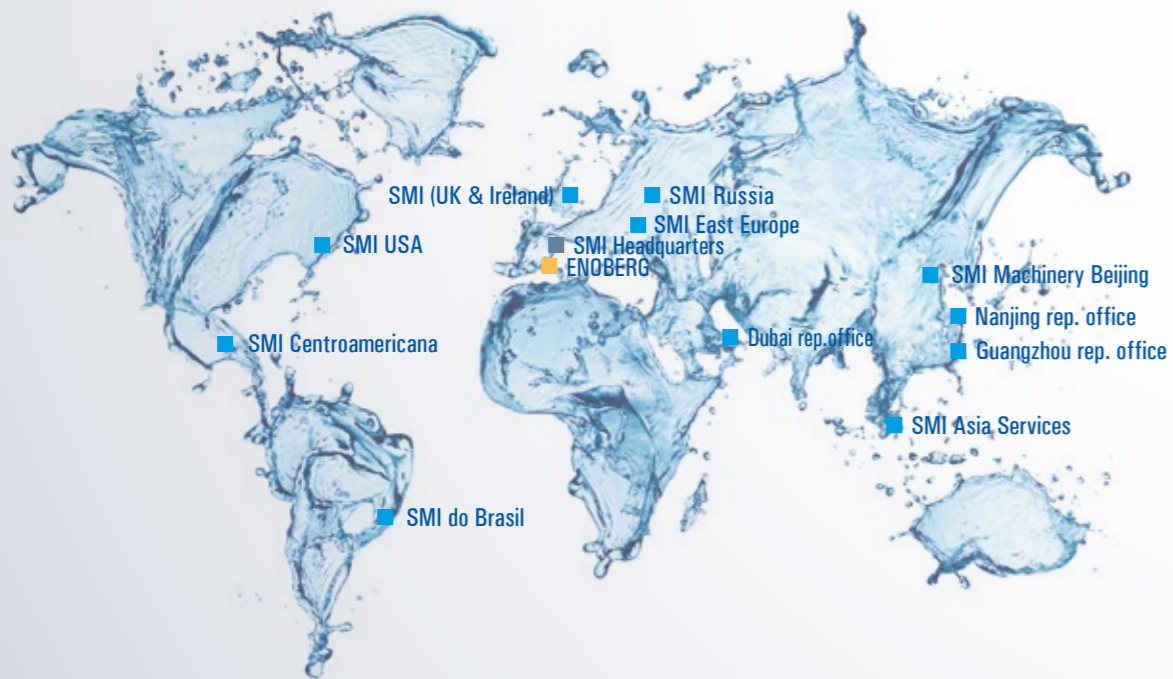 SMI (UK & Ireland)
SMI Russia
SMI East Europe
SMI USA
SMI Headquarters
ENOBERG
SMI Machinery Beijing
Nanjing rep. office
SMI Centroamericana
Dubai rep.office
Guangzhou rep. office
SMI Asia Services
SMI do Brasil